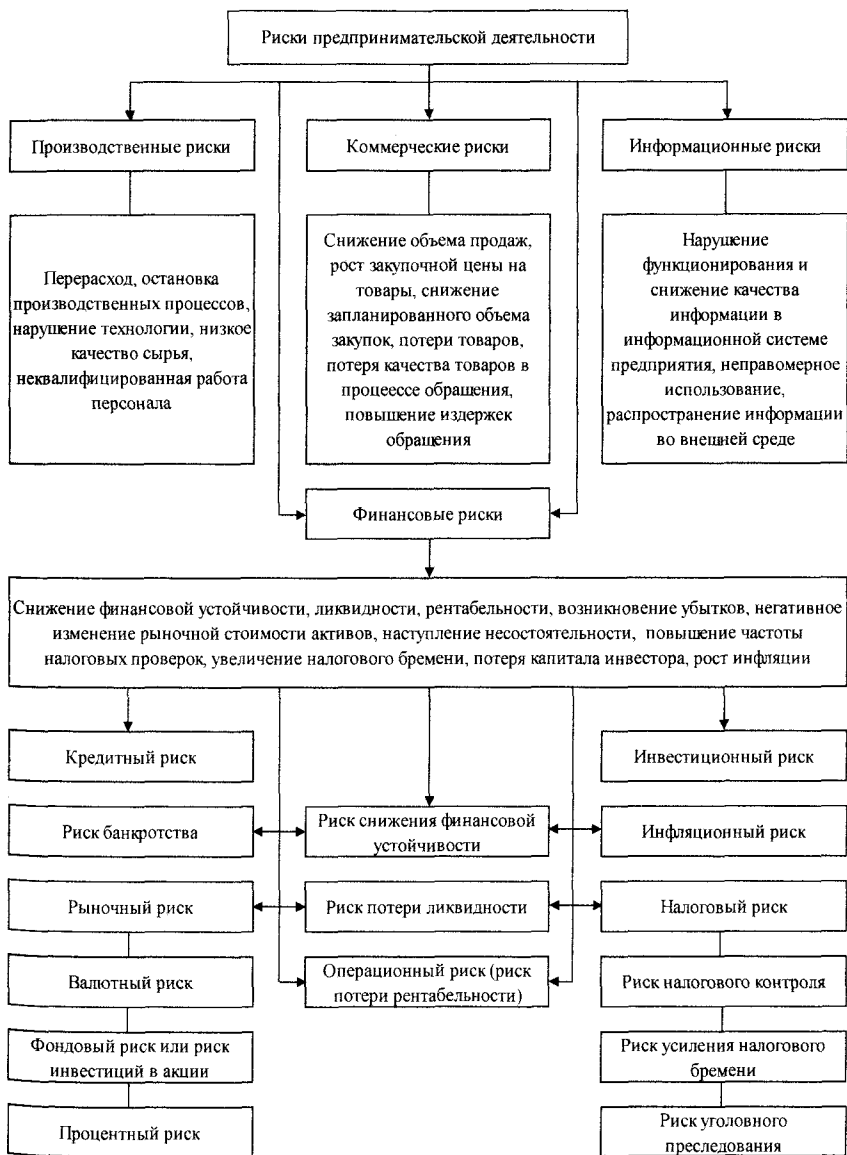 Риски предпринимательской деятельности
Производственные риски
Коммерческие риски
Информационные риски
Перерасход, остановка
производственных процессов,
нарушение технологии, низкое
качество сырья,
неквалифицированная работа
персонала
Снижение объема продаж,
рост закупочной цены на
товары, снижение
запланированного объема
закупок, потери товаров,
потеря качества товаров в
процеессе обращения,
повышение издержек
обращения
Нарушение
функционирования и
снижение качества
информации в
информационной системе
предприятия, неправомерное
использование,
распространение информации
во внешней среде
Финансовые риски
Снижение финансовой устойчивости, ликвидности, рентабельности, возникновение убытков, негативное
изменение рыночной стоимости активов, наступление несостоятельности, повышение частоты
налоговых проверок, увеличение налогового бремени, потеря капитала инвестора, рост инфляции
Кредитный риск
Инвестиционный риск
Риск банкротства
Риск снижения финансовой
устойчивости
Инфляционный риск
Рыночный риск
Риск потери ликвидности
Налоговый риск
Валютный риск
Операционный риск (риск
потери рентабельности)
Риск налогового контроля
Фондовый риск или риск
инвестиций в акции
Риск усиления налогового
бремени
Процентный риск
Риск уголовного
преследования